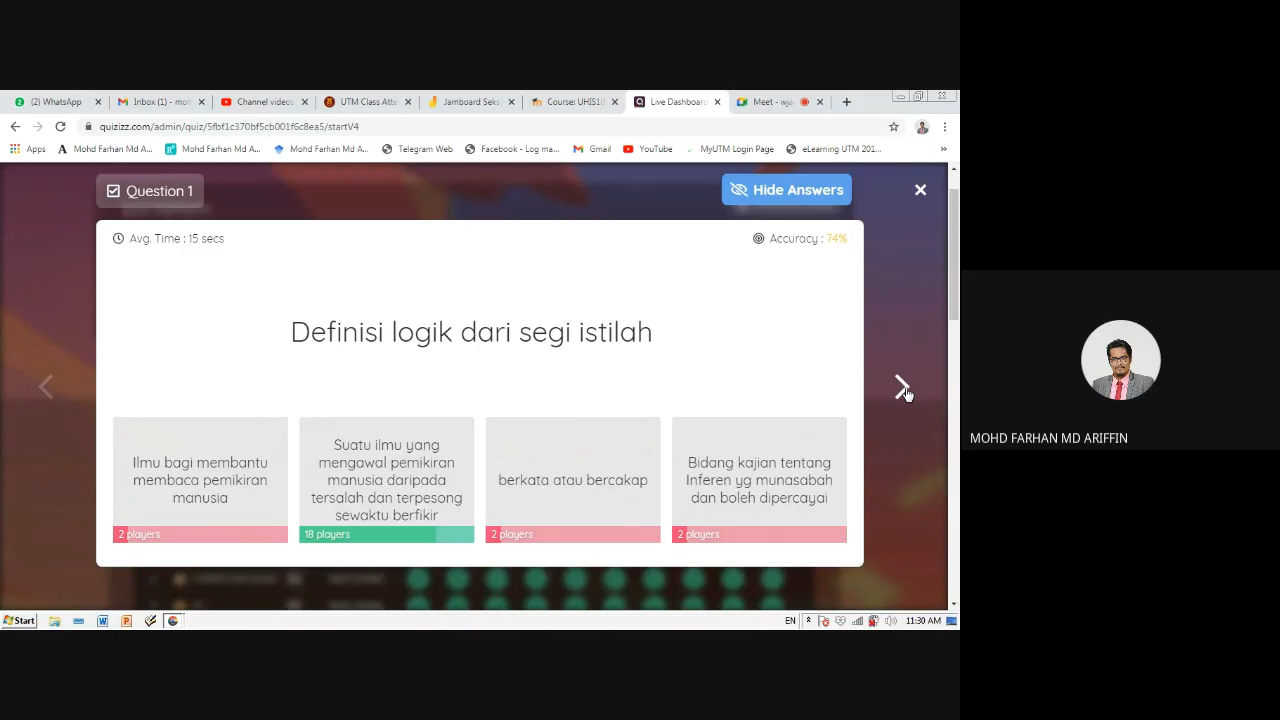 (2) WhatsApp
Inbox (1) - moh
Channel videos
UTM Class Atte
Jamboard Seks
Course: UHIS10
Live Dashboard
Meet - wja
quizizz.com/admin/quiz/5fbf1c370bf5cb001f6c8ea5/startV4
Apps
Mohd Farhan Md A...
Mohd Farhan Md A...
Mohd Farhan Md A...
Telegram Web
Facebook - Log ma...
Gmail
YouTube
MyUTM Login Page
eLearning UTM 201...
Question 1
Hide Answers
Avg. Time : 15 secs
Accuracy : 74%
Definisi logik dari segi istilah
Ilmu bagi membantu
membaca pemikiran
manusia
2 players
Suatu ilmu yang
mengawal pemikiran
manusia daripada
tersalah dan terpesong
sewaktu berfikir
18 players
berkata atau bercakap
2 players
Bidang kajian tentang
Inferen yg munasabah
dan boleh dipercayai
2 players
MOHD FARHAN MD ARIFFIN
Start
EN
11:30 AM